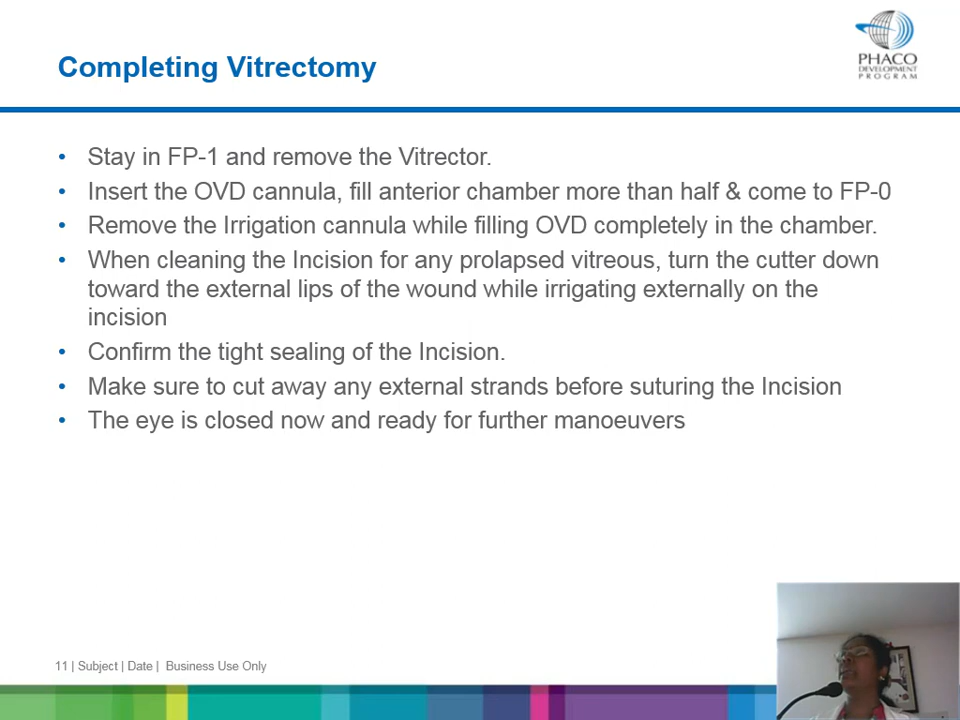 PHACO
DEVELOPMENT
PROGRAM
Completing Vitrectomy
• Stay in FP-1 and remove the Vitrector.
• Insert the OVD cannula, fill anterior chamber more than half & come to FP-0
• Remove the Irrigation cannula while filling OVD completely in the chamber.
• When cleaning the Incision for any prolapsed vitreous, turn the cutter down
toward the external lips of the wound while irrigating externally on the
incision
• Confirm the tight sealing of the Incision.
• Make sure to cut away any external strands before suturing the Incision
• The eye is closed now and ready for further manoeuvers
11 | Subject | Date | Business Use Only